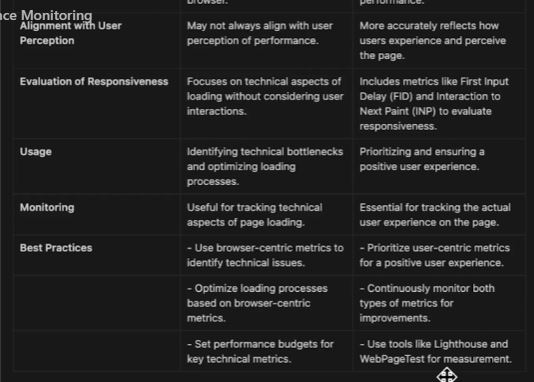 browser.
performance.
nce Monitoring
Alignment with User
Perception
May not always align with user
perception of performance.
More accurately reflects how
users experience and perceive
the page.
Evaluation of Responsiveness
Focuses on technical aspects of
loading without considering user
interactions.
Includes metrics like First Input
Delay (FID) and Interaction to
Next Paint (INP) to evaluate
responsiveness.
Usage
Identifying technical bottlenecks
and optimizing loading
processes.
Prioritizing and ensuring a
positive user experience.
Monitoring
Useful for tracking technical
aspects of page loading.
Essential for tracking the actual
user experience on the page.
Best Practices
- Use browser-centric metrics to
identify technical issues.
- Prioritize user-centric metrics
for a positive user experience.
- Optimize loading processes
based on browser-centric
metrics.
- Continuously monitor both
types of metrics for
improvements.
- Set performance budgets for
key technical metrics.
- Use tools like Lighthouse and
WebPageTest for measurement.